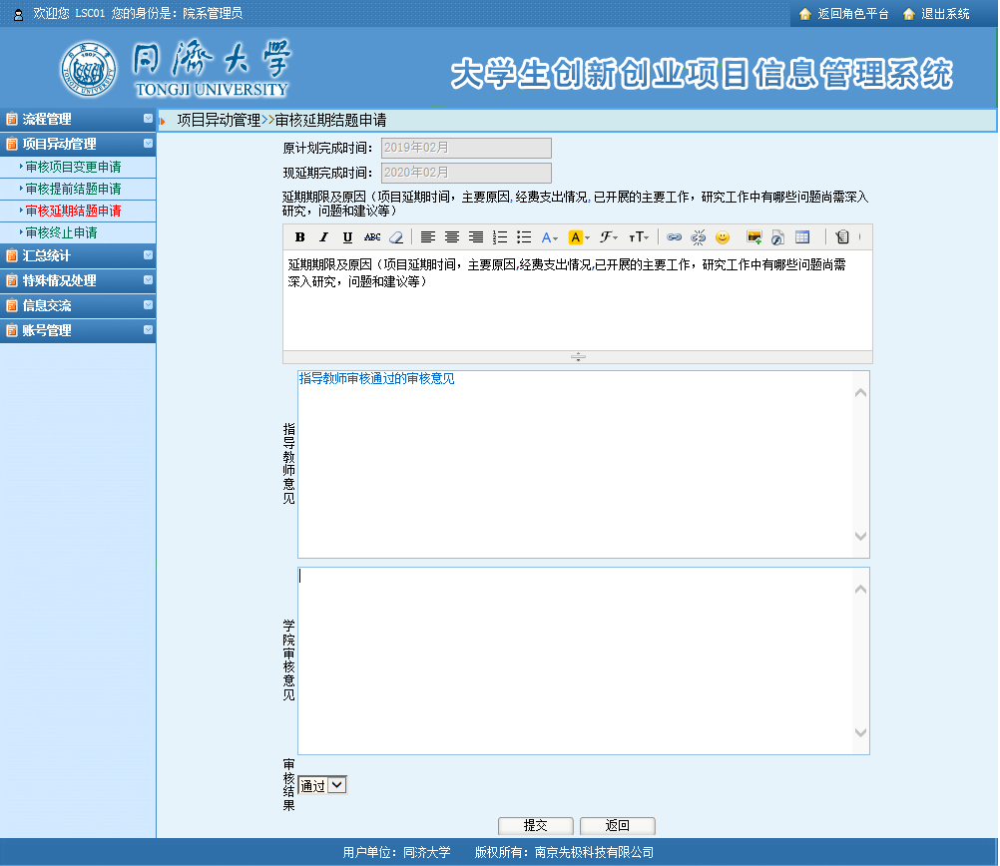 欢迎您 LSC01 您的身份是：院系管理员
返回角色平台
退出系统
同濟大学
TONGJI UNIVERSITY
大学生创新创业项目信息管理系统
流程管理
项目异动管理
审核项目变更申请
审核提前结题申请
审核延期结题申请
审核终止申请
汇总统计
特殊情况处理
信息交流
账号管理
项目异动管理>>审核延期结题申请
原计划完成时间：2019年02月
现延期完成时间：2020年02月
延期期限及原因（项目延期时间，主要原因,经费支出情况,已开展的主要工作，研究工作中有哪些问题尚需深入
研究，问题和建议等）
延期期限及原因（项目延期时间，主要原因,经费支出情况,已开展的主要工作，研究工作中有哪些问题尚需
深入研究，问题和建议等）
指导教师意见
指导教师审核通过的审核意见
学院审核意见
审核结果
通过
提交
返回
用户单位：同济大学 版权所有：南京先极科技有限公司